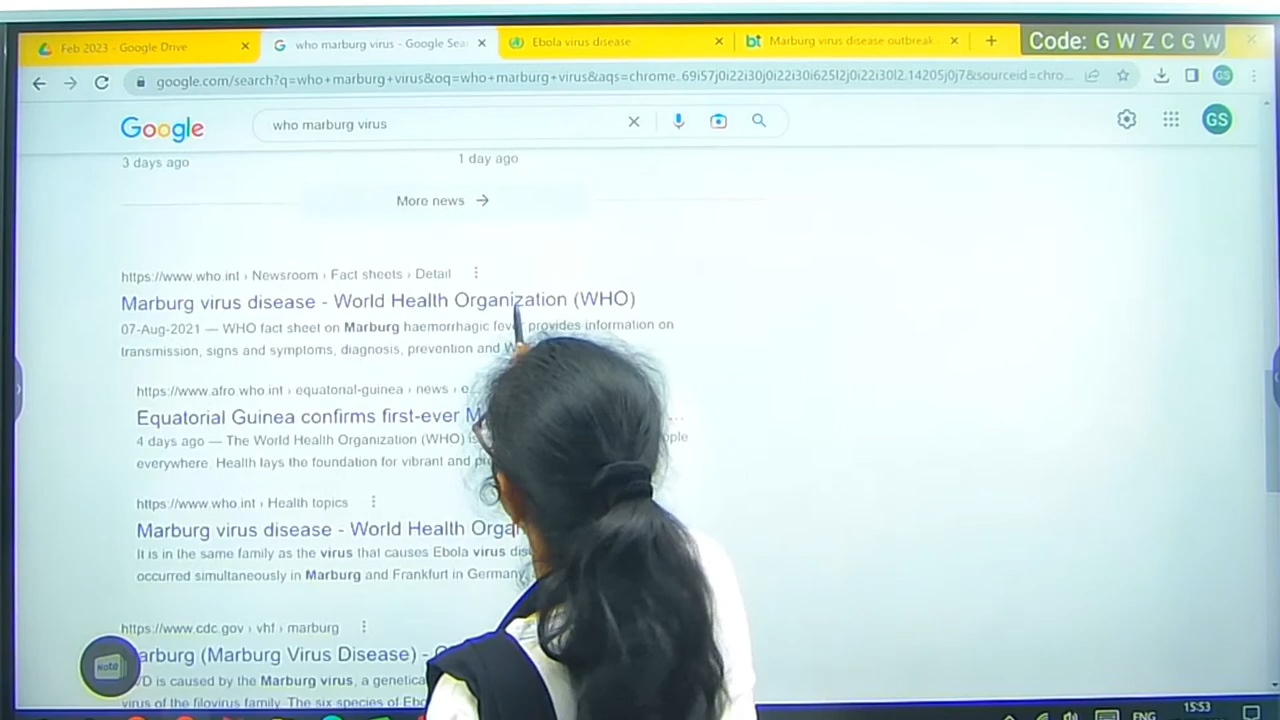 Feb 2023 - Google Drive
who marburg virus - Google Sea
Ebola virus disease
Marburg virus disease outbreak
Code: G W Z C G W
google.com/search?q=who+marburg+virus&oq=who+marburg+virus&aqs=chrome..69i57j0i22i30j0i22i30i625l2j0i22i30l2.14205j0j7&sourceid=chro...
GS
Google
who marburg virus
GS
3 days ago
1 day ago
More news
https://www.who.int › Newsroom › Fact sheets › Detail
Marburg virus disease - World Health Organization (WHO)
07-Aug-2021 — WHO fact sheet on Marburg haemorrhagic provides information on
transmission, signs and symptoms, diagnosis, prevention and
https://www.afro.who.int › equatorial-guinea › news ›
Equatorial Guinea confirms first-ever
4 days ago — The World Health Organization (WHO)
everywhere. Health lays the foundation for vibrant and
https://www.who.int › Health topics
Marburg virus disease - World Health
It is in the same family as the virus that causes Ebola virus
occurred simultaneously in Marburg and Frankfurt in Germany
https://www.cdc.gov › vhf › marburg
arburg (Marburg Virus Disease) -
VD is caused by the Marburg virus, a
virus of the filovirus family. The six species of
Note
ENG
15:53